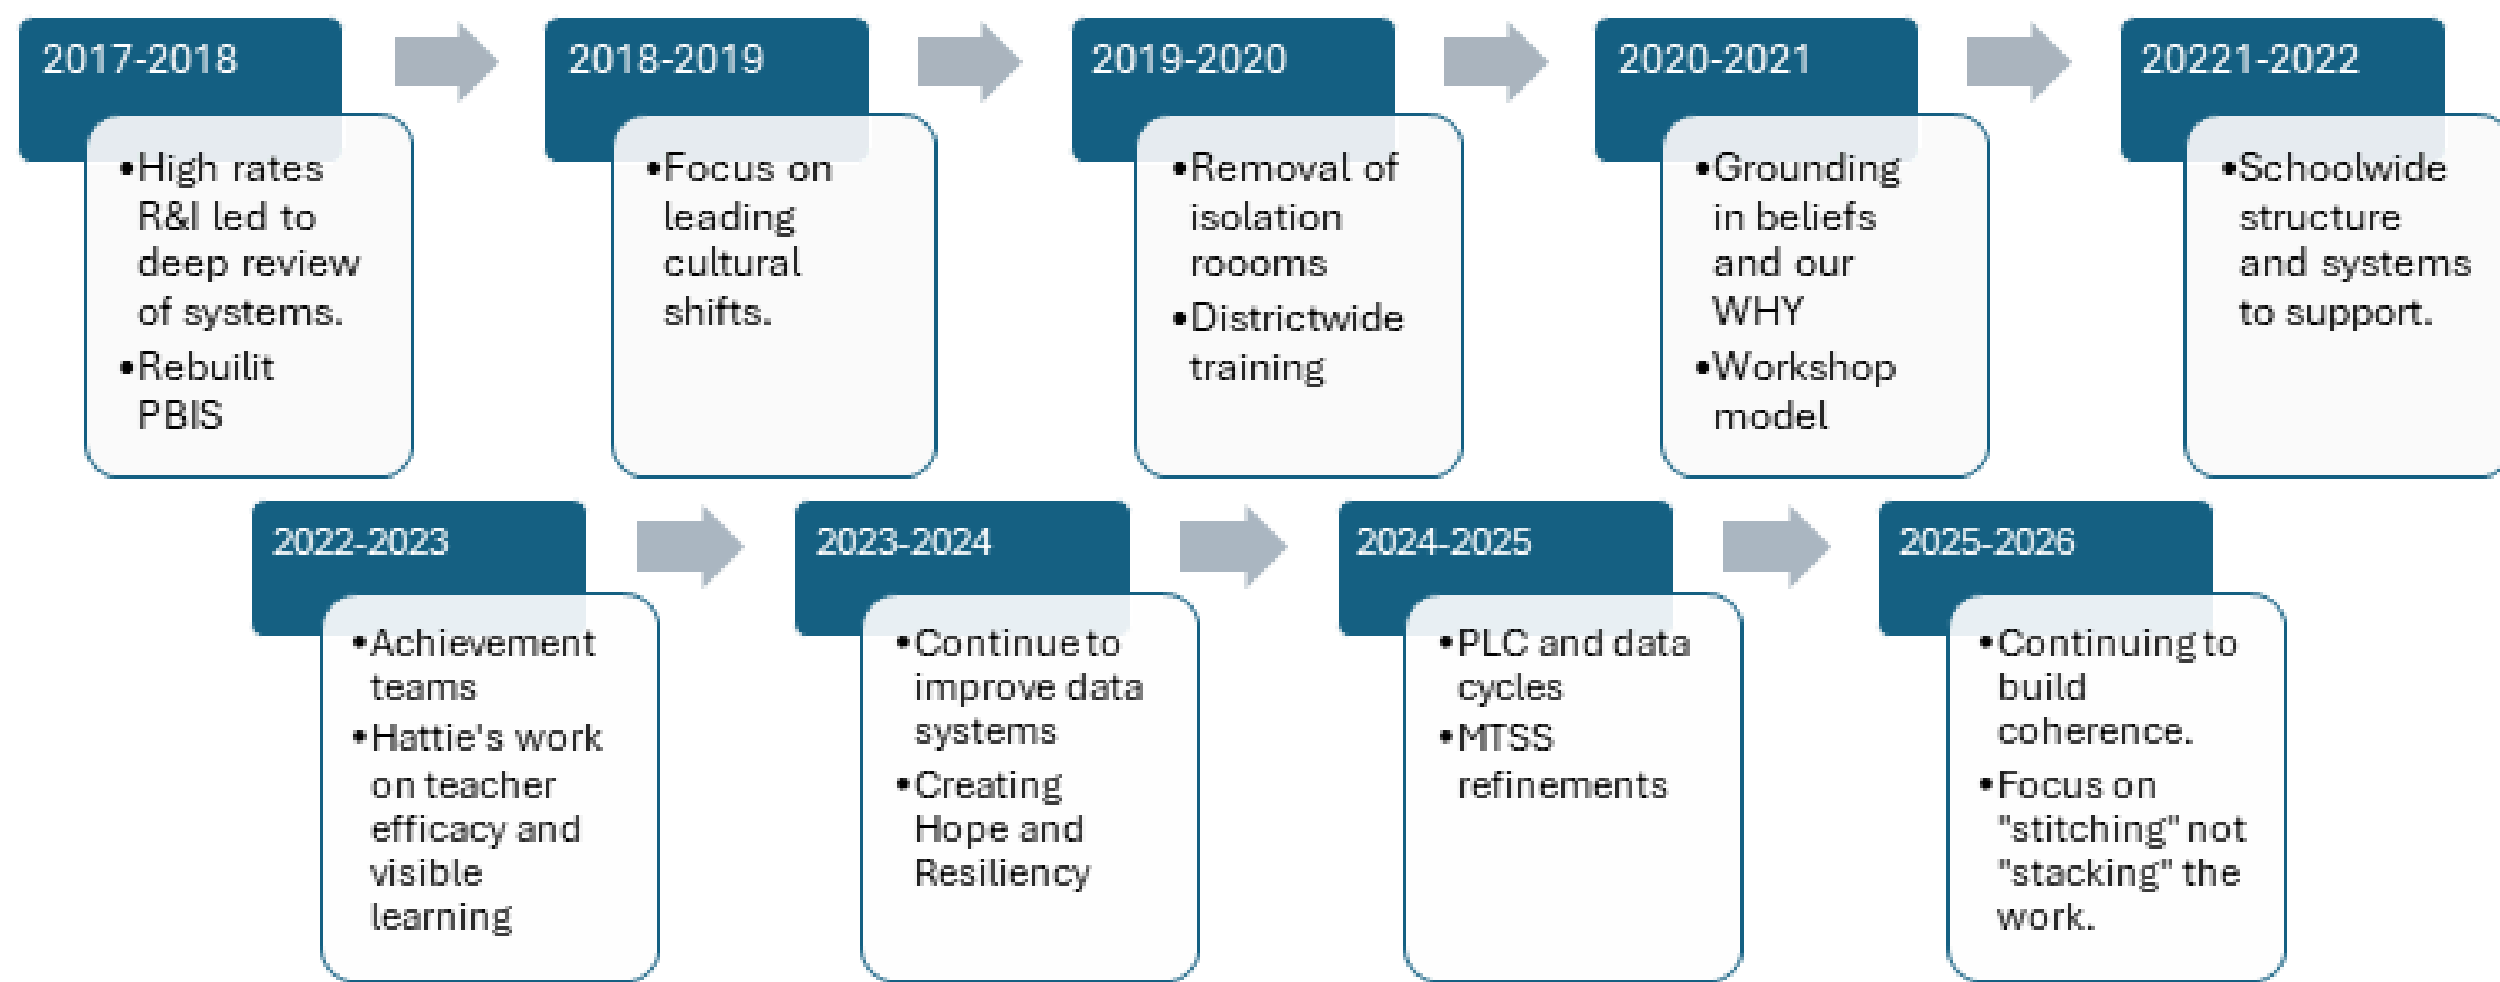 2017-2018
•High rates
R&I led to
deep review
of systems.
•Rebuilit
PBIS
2018-2019
•Focus on
leading
cultural
shifts.
2019-2020
•Removal of
isolation
roooms
•Districtwide
training
2020-2021
•Grounding
in beliefs
and our
WHY
•Workshop
model
20221-2022
•Schoolwide
structure
and systems
to support.
2022-2023
•Achievement
teams
•Hattie's work
on teacher
efficacy and
visible
learning
2023-2024
•Continue to
improve data
systems
•Creating
Hope and
Resiliency
2024-2025
•PLC and data
cycles
•MTSS
refinements
2025-2026
•Continuing to
build
coherence.
•Focus on
"stitching" not
"stacking" the
work.